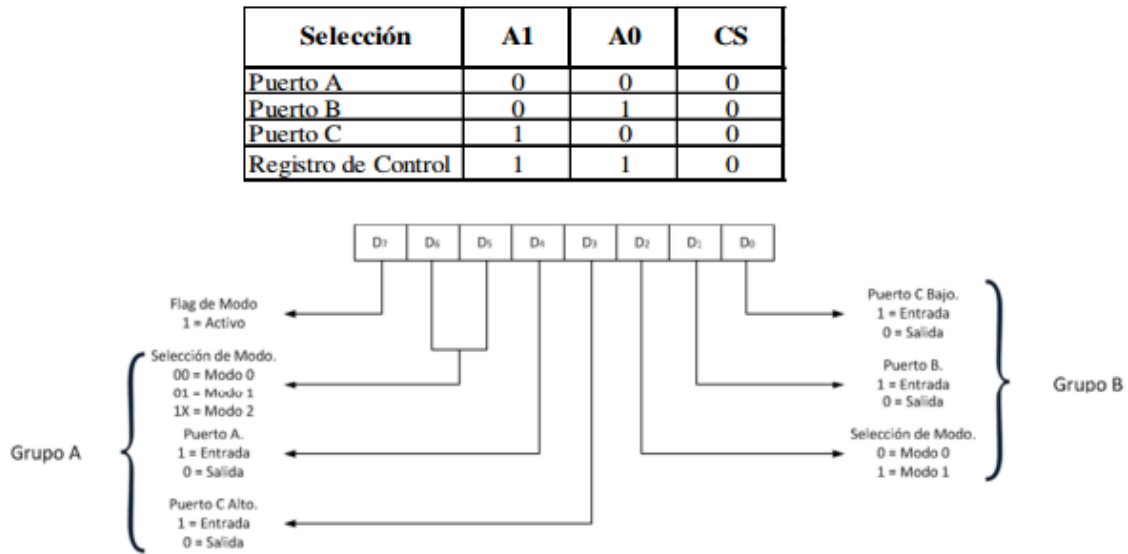 Selección A1 A0 CS
Puerto A 0 0 0
Puerto B 0 1 0
Puerto C 1 0 0
Registro de Control 1 1 0
D7 D6 D5 D4 D3 D2 D1 D0
Flag de Modo
1 = Activo
Grupo A
Selección de Modo.
00 = Modo 0
01 = Modo 1
1X = Modo 2
Puerto A.
1 = Entrada
0 = Salida
Puerto C Alto.
1 = Entrada
0 = Salida
Puerto C Bajo.
1 = Entrada
0 = Salida
Puerto B.
1 = Entrada
0 = Salida
Selección de Modo.
0 = Modo 0
1 = Modo 1
Grupo B